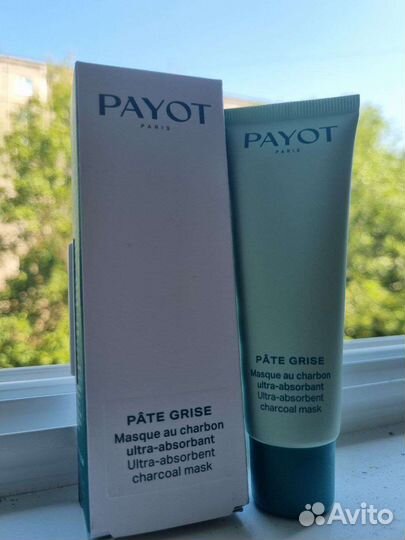 PAYOT
PARIS
PÂTE GRISE
Masque au charbon
ultra-absorbant
Ultra-absorbent
charcoal mask
PAYOT
PARIS
PÂTE GRISE
Masque au charbon
ultra-absorbant
Ultra-absorbent
charcoal mask
Avito